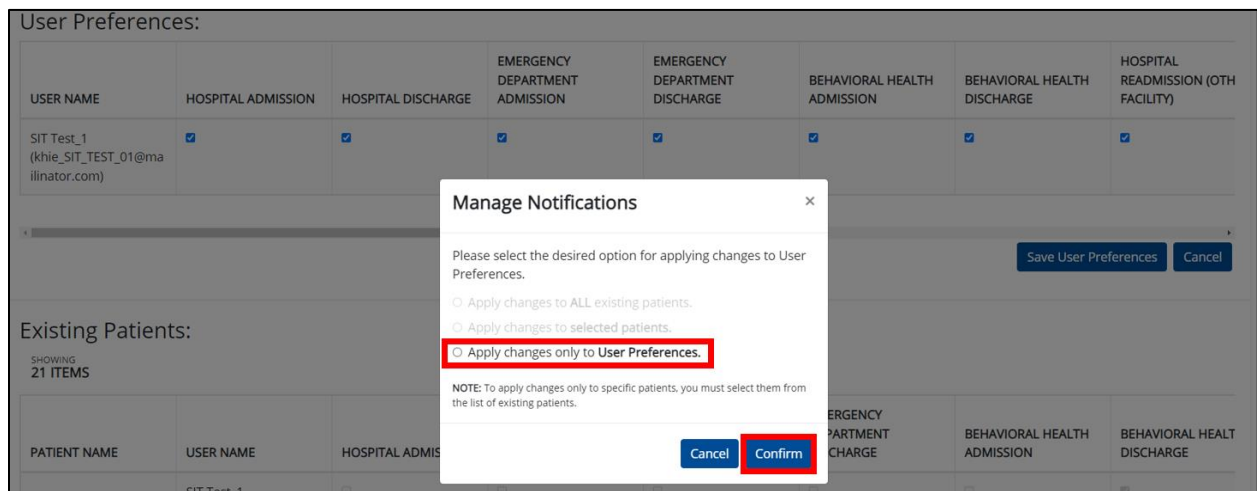 User Preferences:
USER NAME
HOSPITAL ADMISSION
HOSPITAL DISCHARGE
EMERGENCY
DEPARTMENT
ADMISSION
EMERGENCY
DEPARTMENT
DISCHARGE
BEHAVIORAL HEALTH
ADMISSION
BEHAVIORAL HEALTH
DISCHARGE
HOSPITAL
READMISSION (OTH
FACILITY)
SIT Test_1
(khie_SIT_TEST_01@ma
ilinator.com)
Manage Notifications
×
Please select the desired option for applying changes to User
Preferences.
Apply changes to ALL existing patients.
Apply changes to selected patients.
Apply changes only to User Preferences.
NOTE: To apply changes only to specific patients, you must select them from
the list of existing patients.
Cancel
Confirm
Save User Preferences
Cancel
Existing Patients:
SHOWING
21 ITEMS
PATIENT NAME
USER NAME
HOSPITAL ADMIS
ERGENCY
PARTMENT
CHARGE
BEHAVIORAL HEALTH
ADMISSION
BEHAVIORAL HEALT
DISCHARGE
SIT Test_1